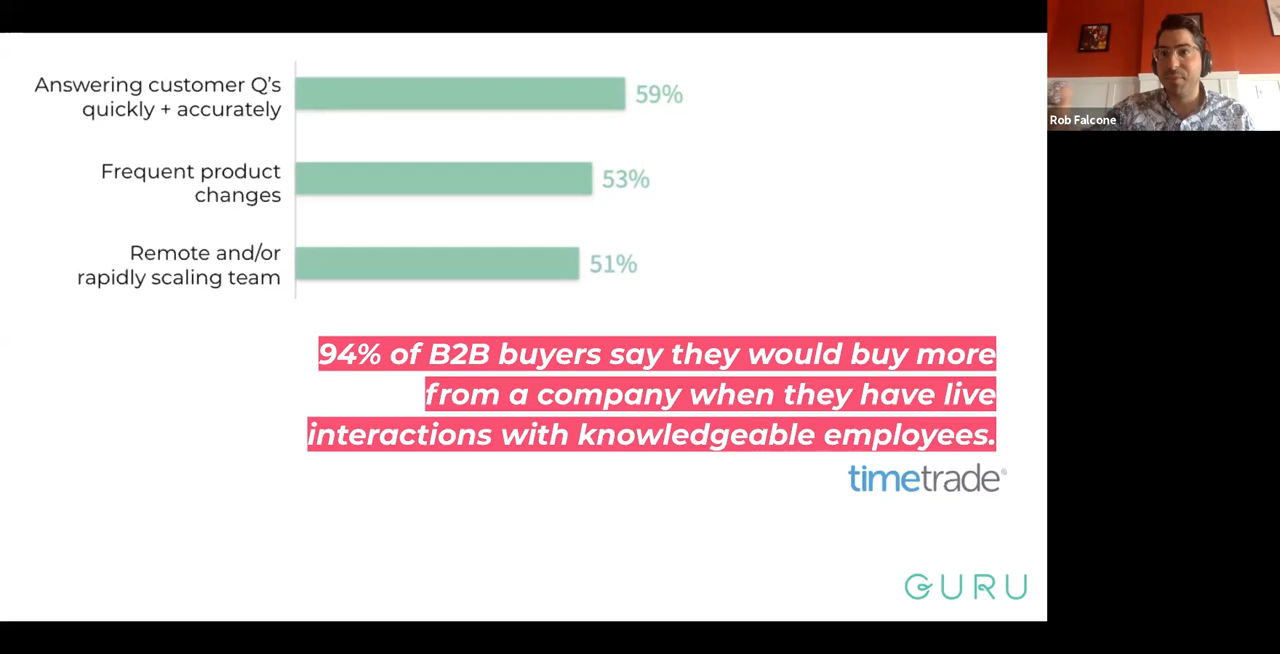 Answering customer Q's
quickly + accurately
59%
Frequent product
changes
53%
Remote and/or
rapidly scaling team
51%
94% of B2B buyers say they would buy more
from a company when they have live
interactions with knowledgeable employees.
timetrade®
GURU
Rob Falcone